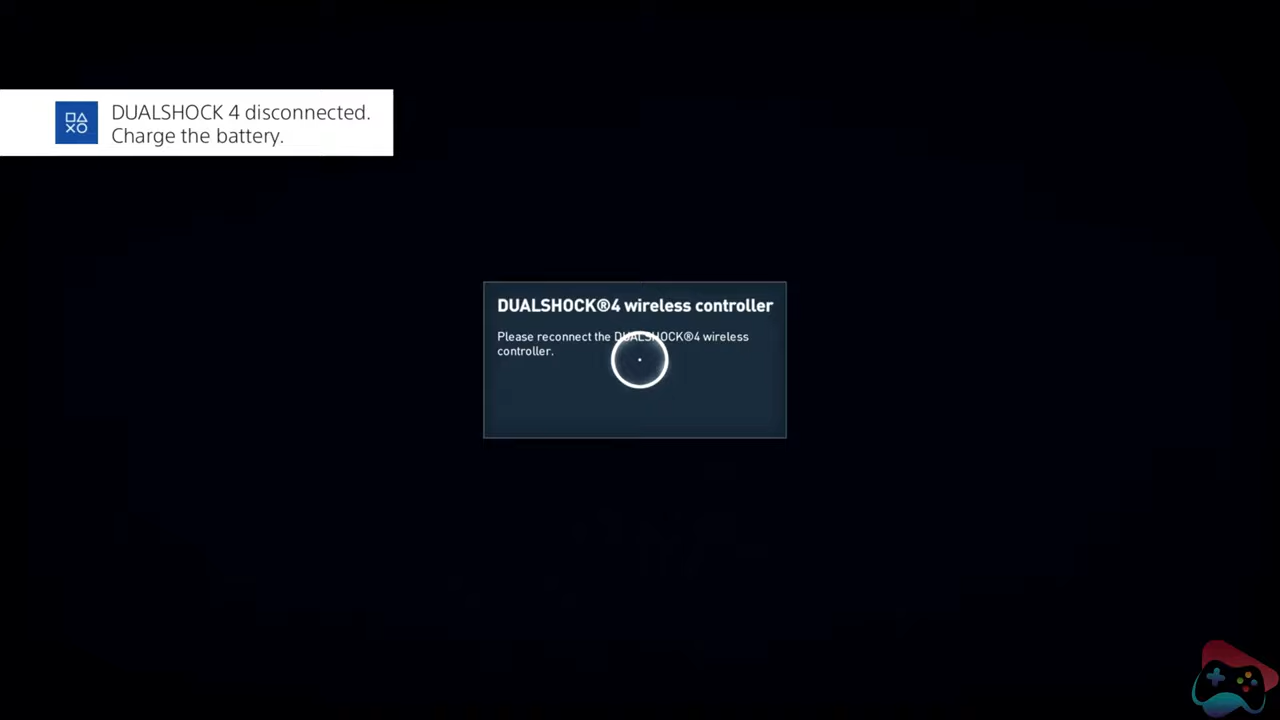 DUALSHOCK 4 disconnected.
Charge the battery.
DUALSHOCK®4 wireless controller
Please reconnect the DUALSHOCK®4 wireless
controller.